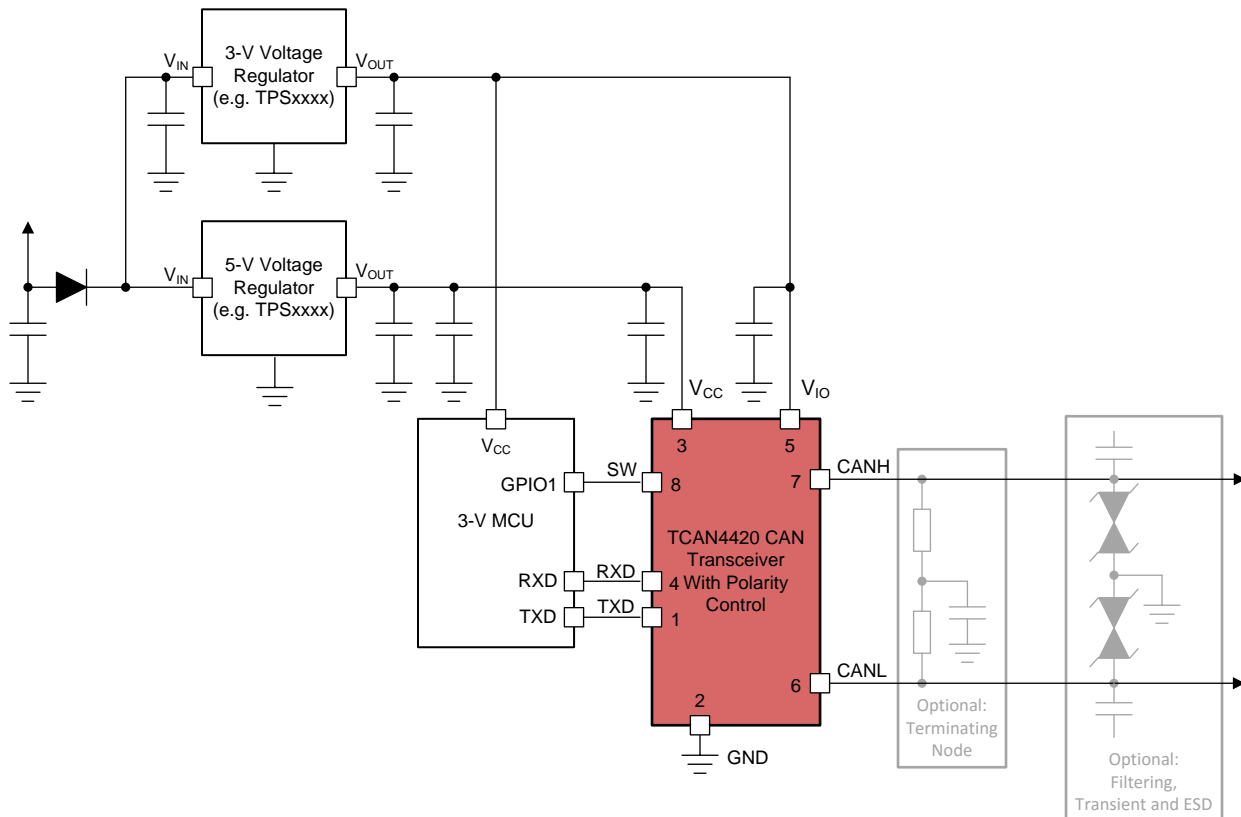 3-V Voltage
Regulator
(e.g. TPSxxxx)
VIN
VOUT
5-V Voltage
Regulator
(e.g. TPSxxxx)
VIN
VOUT
VCC
VIO
3
5
VCC
GPIO1
SW
8
7
CANH
3-V MCU
TCAN4420 CAN
Transceiver
With Polarity
Control
RXD
RXD
4
TXD
TXD
1
6
CANL
2
GND
Optional:
Terminating
Node
Optional:
Filtering,
Transient and ESD